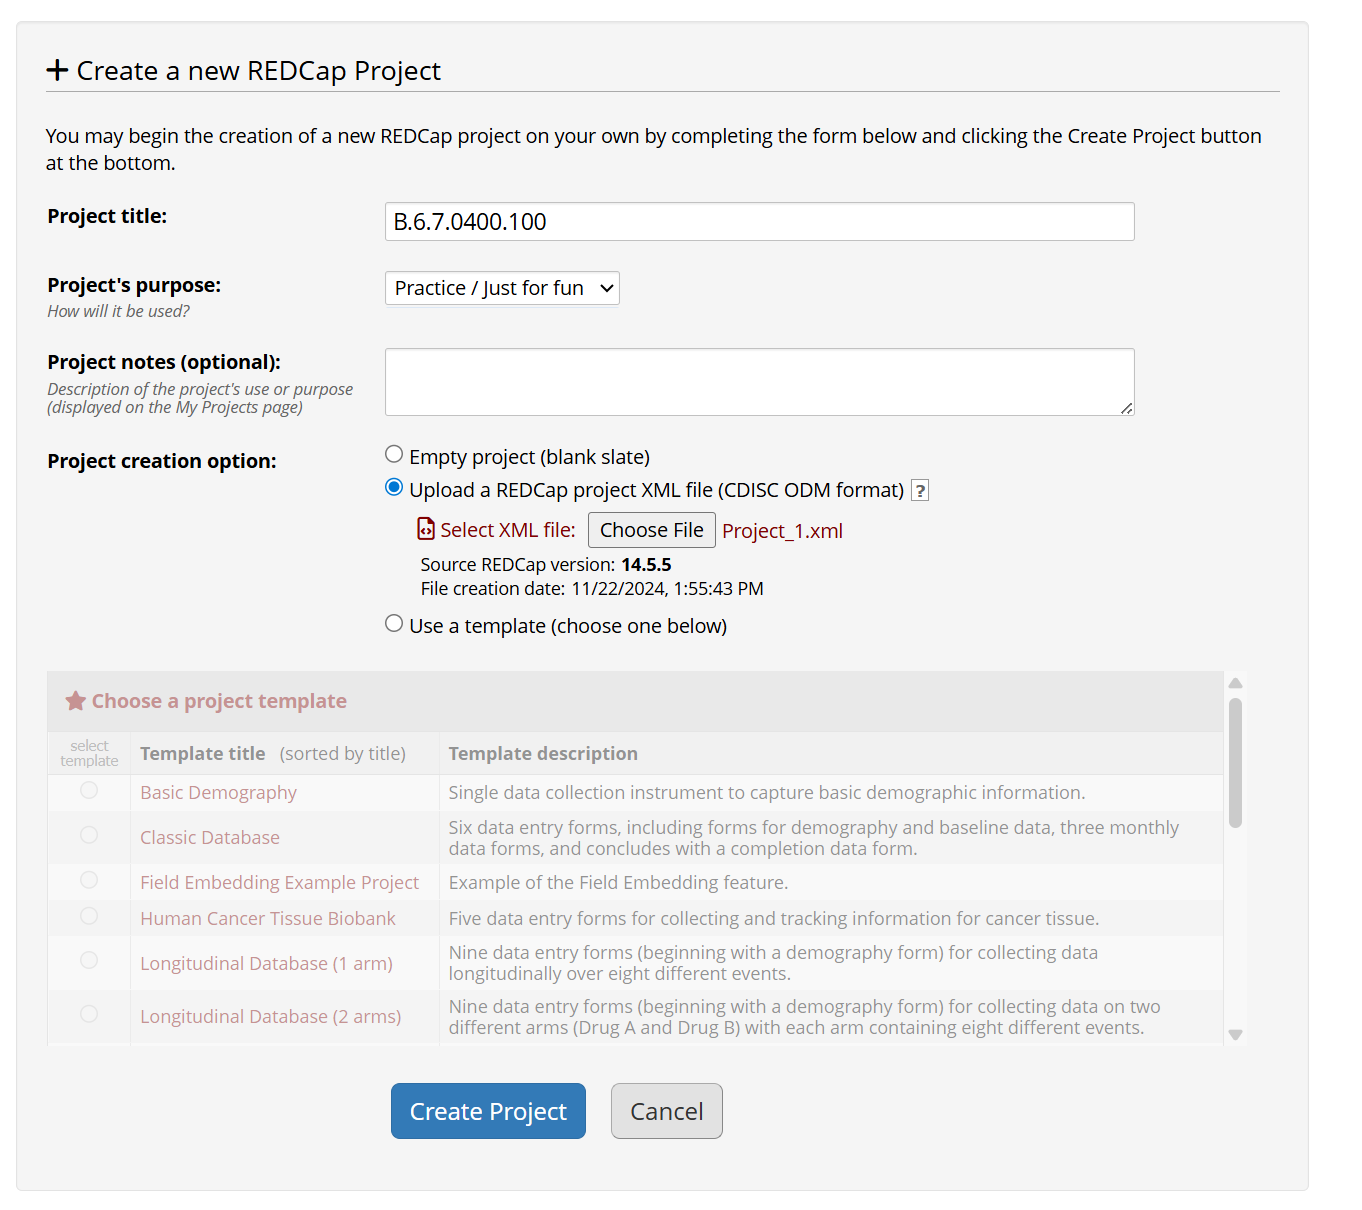 Create a new REDCap Project
You may begin the creation of a new REDCap project on your own by completing the form below and clicking the Create Project button
at the bottom.
Project title:
B.6.7.0400.100
Project's purpose:
How will it be used?
Practice / Just for fun
Project notes (optional):
Description of the project's use or purpose
(displayed on the My Projects page)
Project creation option:
Empty project (blank slate)
Upload a REDCap project XML file (CDISC ODM format) ?
Select XML file: Choose File Project_1.xml
Source REDCap version: 14.5.5
File creation date: 11/22/2024, 1:55:43 PM
Use a template (choose one below)
Choose a project template
select
template
Template title (sorted by title)
Template description
Basic Demography
Single data collection instrument to capture basic demographic information.
Classic Database
Six data entry forms, including forms for demography and baseline data, three monthly
data forms, and concludes with a completion data form.
Field Embedding Example Project
Example of the Field Embedding feature.
Human Cancer Tissue Biobank
Five data entry forms for collecting and tracking information for cancer tissue.
Longitudinal Database (1 arm)
Nine data entry forms (beginning with a demography form) for collecting data
longitudinally over eight different events.
Longitudinal Database (2 arms)
Nine data entry forms (beginning with a demography form) for collecting data on two
different arms (Drug A and Drug B) with each arm containing eight different events.
Create Project
Cancel